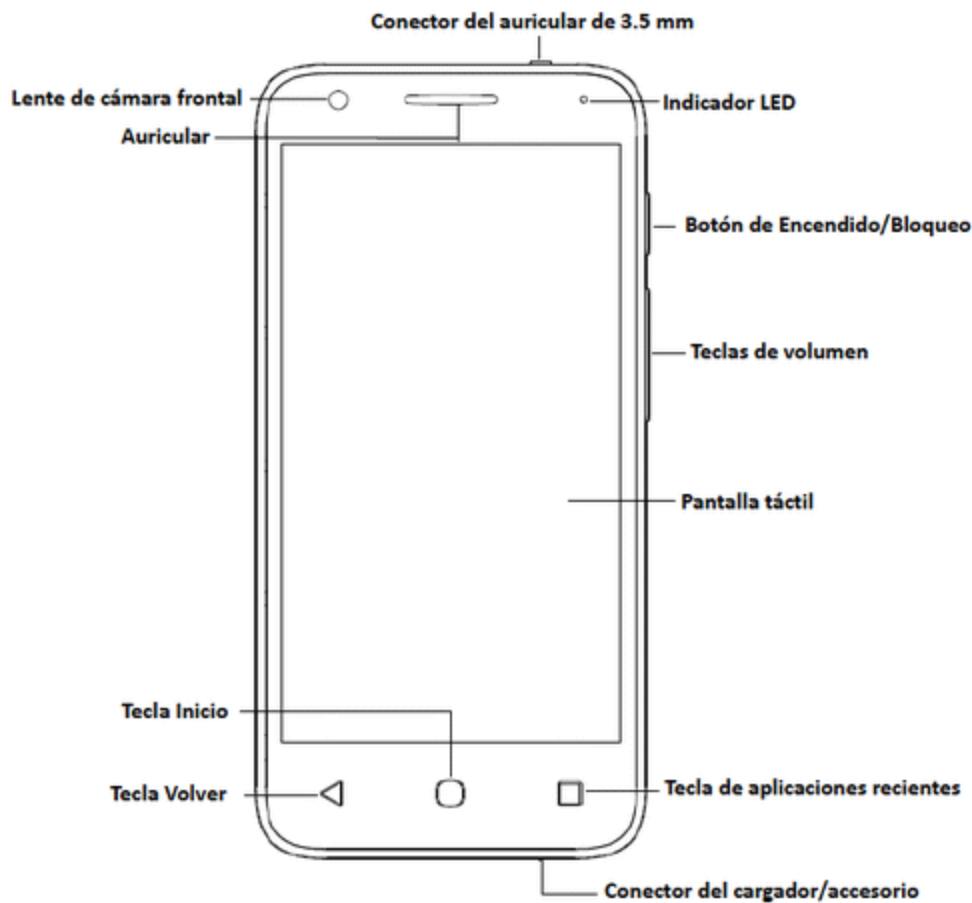 Conector del auricular de 3.5 mm
Lente de cámara frontal
Indicador LED
Auricular
Botón de Encendido/Bloqueo
Teclas de volumen
Pantalla táctil
Tecla Inicio
Tecla Volver
Tecla de aplicaciones recientes
Conector del cargador/accesorio